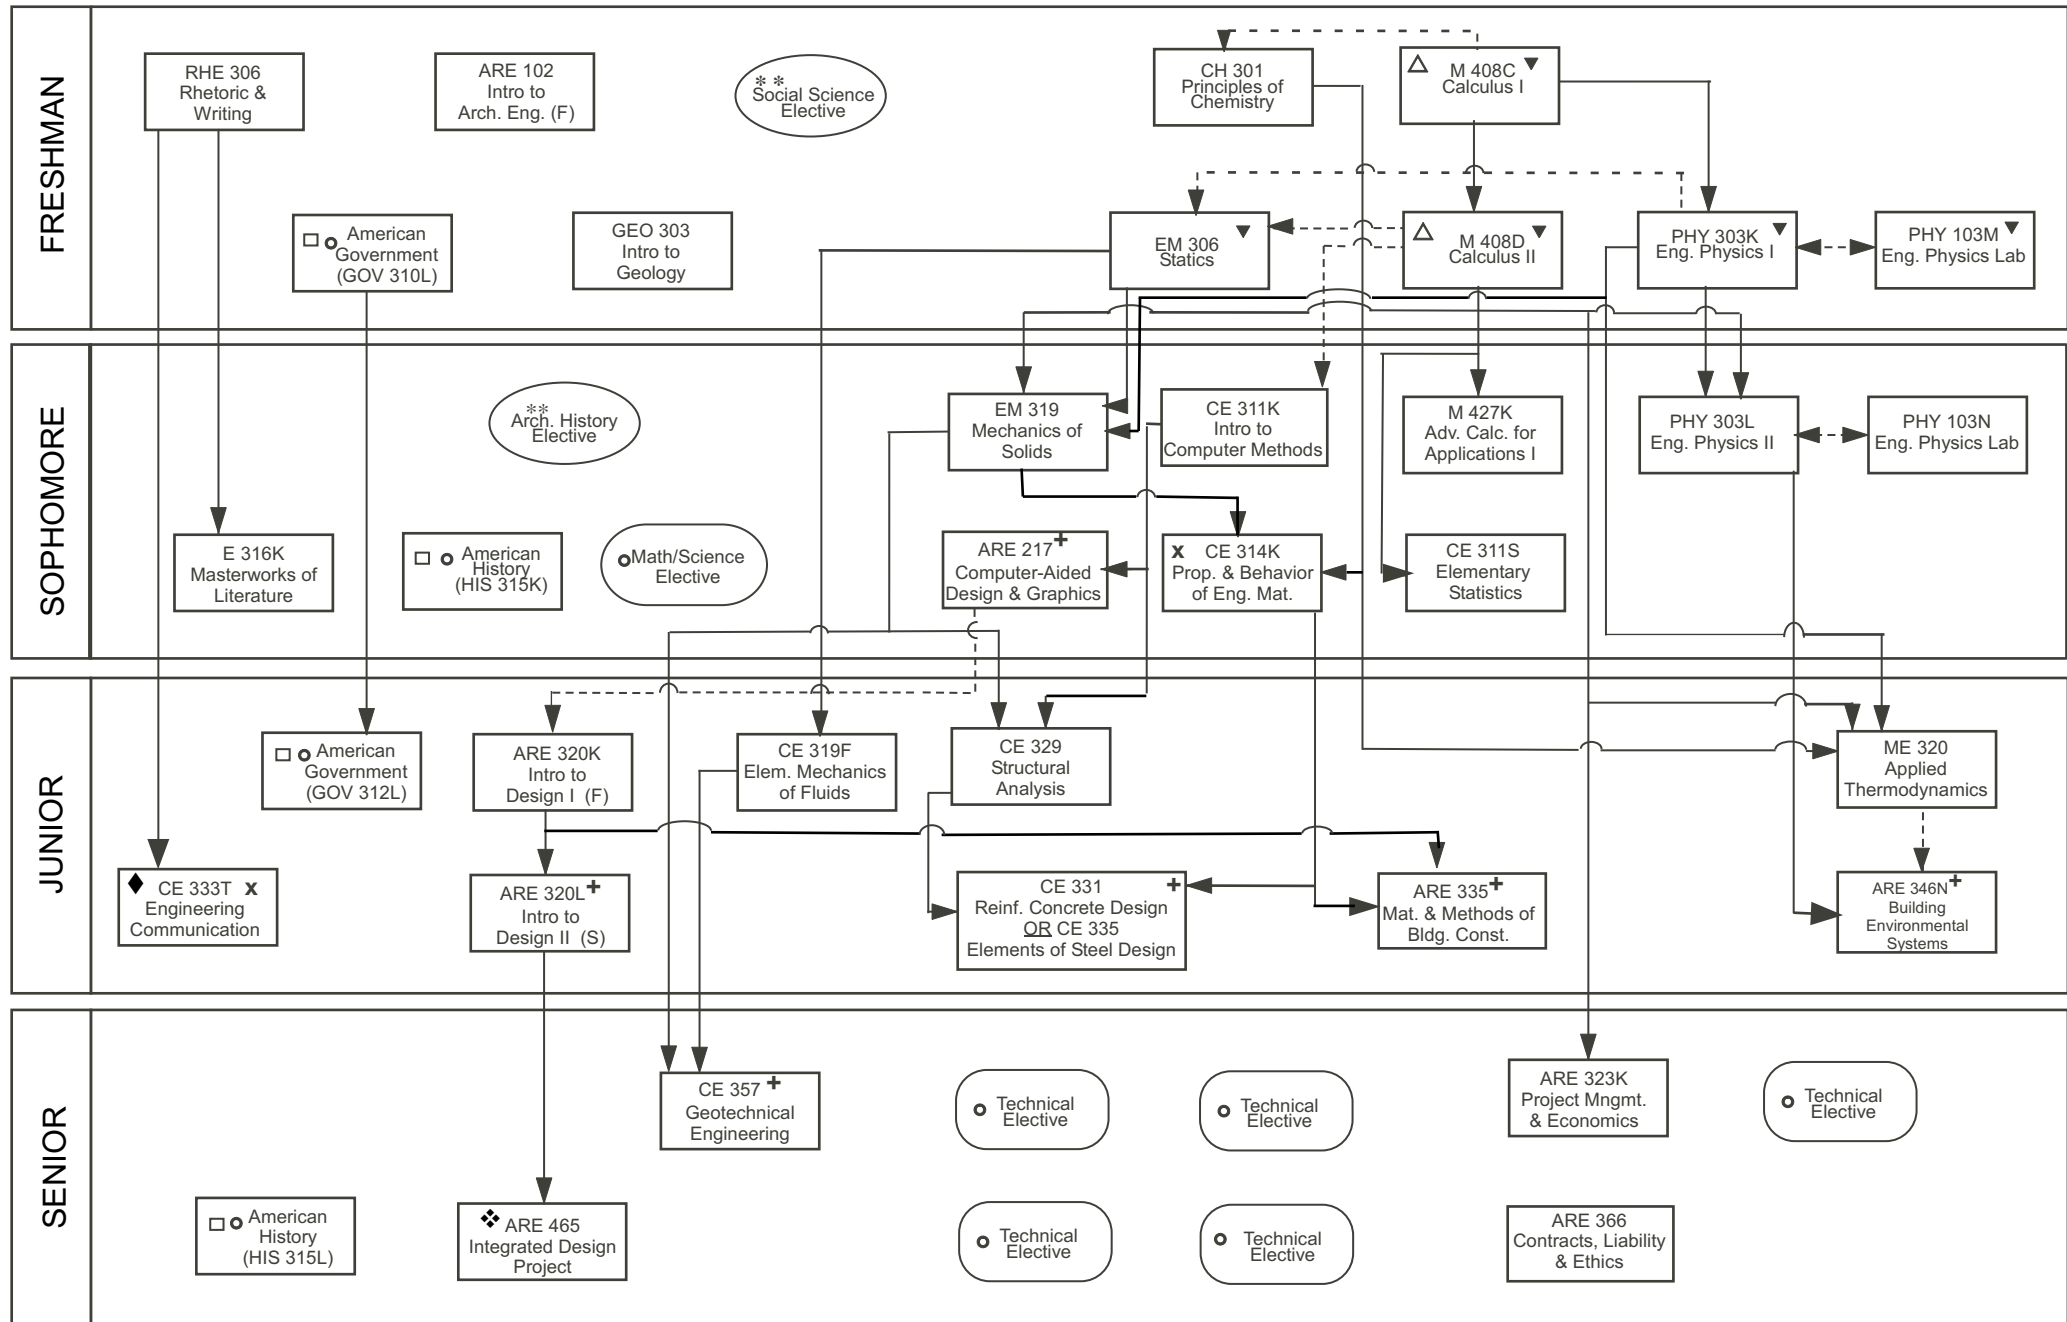 FRESHMAN
RHE 306
Rhetoric &
Writing
ARE 102
Intro to
Arch. Eng. (F)
* *
Social Science
Elective
CH 301
Principles of
Chemistry
M 408C
Calculus I
American
Government
(GOV 310L)
GEO 303
Intro to
Geology
EM 306
Statics
M 408D
Calculus II
PHY 303K
Eng. Physics I
PHY 103M
Eng. Physics Lab
SOPHOMORE
**
Arch. History
Elective
EM 319
Mechanics of
Solids
CE 311K
Intro to
Computer Methods
M 427K
Adv. Calc. for
Applications I
PHY 303L
Eng. Physics II
PHY 103N
Eng. Physics Lab
E 316K
Masterworks of
Literature
American
History
(HIS 315K)
Math/Science
Elective
ARE 217+
Computer-Aided
Design & Graphics
x CE 314K
Prop. & Behavior
of Eng. Mat.
CE 311S
Elementary
Statistics
JUNIOR
American
Government
(GOV 312L)
ARE 320K
Intro to
Design I (F)
CE 319F
Elem. Mechanics
of Fluids
CE 329
Structural
Analysis
ME 320
Applied
Thermodynamics
CE 333T x
Engineering
Communication
ARE 320L+
Intro to
Design II (S)
CE 331 +
Reinf. Concrete Design
OR CE 335
Elements of Steel Design
ARE 335+
Mat. & Methods of
Bldg. Const.
ARE 346N+
Building
Environmental
Systems
SENIOR
CE 357 +
Geotechnical
Engineering
Technical
Elective
Technical
Elective
ARE 323K
Project Mngmt.
& Economics
Technical
Elective
American
History
(HIS 315L)
ARE 465
Integrated Design
Project
Technical
Elective
Technical
Elective
ARE 366
Contracts, Liability
& Ethics